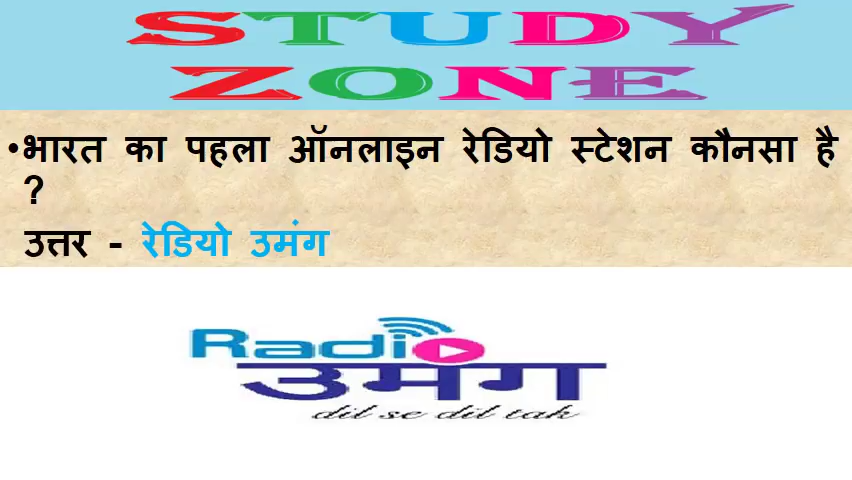 STUDY
ZONE
•भारत का पहला ऑनलाइन रेडियो स्टेशन कौनसा है
?
उत्तर - रेडियो उमंग
Radio
उमंग
dil se dil tak